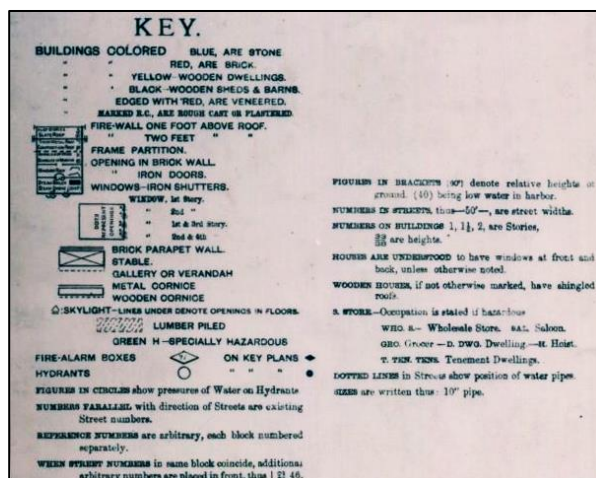 KEY.
BUILDINGS COLORED BLUE, ARE STONE
" " RED, ARE BRICK.
" " YELLOW-WOODEN DWELLINGS.
" " BLACK-WOODEN SHEDS & BARNS.
" " EDGED WITH RED, ARE VENEERED.
" " MARKED R.C., ARE ROUGH CAST OR PLASTERED.
FIRE-WALL ONE FOOT ABOVE ROOF.
" TWO FEET " "
FRAME PARTITION.
OPENING IN BRICK WALL.
" IRON DOORS.
WINDOWS-IRON SHUTTERS.
WINDOW, 1st Story.
" 2nd "
" 1st & 3rd Story.
" 2nd & 4th
DOTS REPRESENT OPENINGS
BRICK PARAPET WALL.
STABLE.
GALLERY OR VERANDAH
METAL CORNICE
WOODEN CORNICE
SKYLIGHT-LINES UNDER DENOTE OPENINGS IN FLOORS.
LUMBER PILED
GREEN H-SPECIALLY HAZARDOUS
FIRE-ALARM BOXES ON KEY PLANS
HYDRANTS " " "
FIGURES IN CIRCLES show pressures of Water on Hydrants
NUMBERS PARALLEL with direction of Streets are existing
Street numbers.
REFERENCE NUMBERS are arbitrary, each block numbered
separately.
WHEN STREET NUMBERS in same block coincide, additional
arbitrary numbers are placed in front, thus
FIGURES IN BRACKETS denote relative heights of
ground. (40) being low water in harbor.
NUMBERS IN STREETS, thus—50'—, are street widths.
NUMBERS ON BUILDINGS 1, 1½, 2, are Stories,
are heights.
HOUSES ARE UNDERSTOOD to have windows at front and
back, unless otherwise noted.
WOODEN HOUSES, if not otherwise marked, have shingled
roofs.
S. STORE—Occupation is stated if hazardous
WHO. S.— Wholesale Store. SAL. Saloon.
GRO. Grocer—D. DWG. Dwelling.—H. Hoist.
T. TEN. TENS. Tenement Dwellings.
DOTTED LINES in Streets show position of water pipes.
SIZES are written thus: 10" pipe.